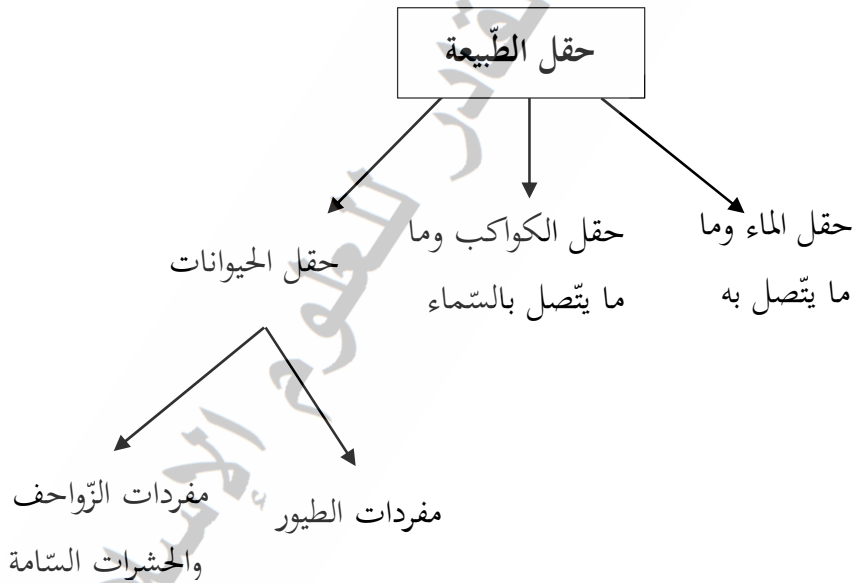 حقل الطّبيعة
حقل الماء وما
ما يتّصل به
حقل الكواكب وما
ما يتّصل بالسّماء
حقل الحيوانات
مفردات الطيور
مفردات الزّواحف
والحشرات السّامة